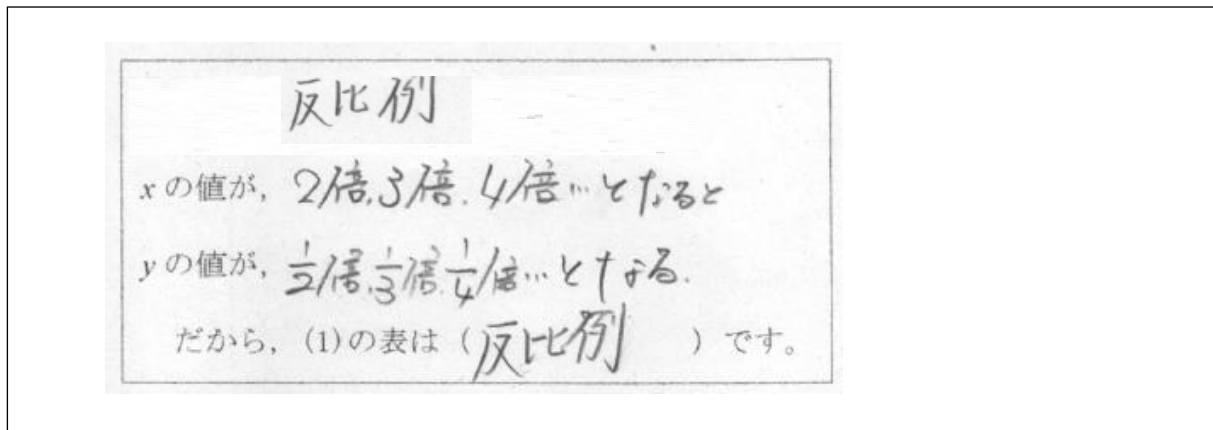 反比例
xの値が，2倍.3倍.4倍…となると
yの値が，1/2倍.1/3倍.1/4倍…となる.
だから，(1)の表は（反比例　）です。